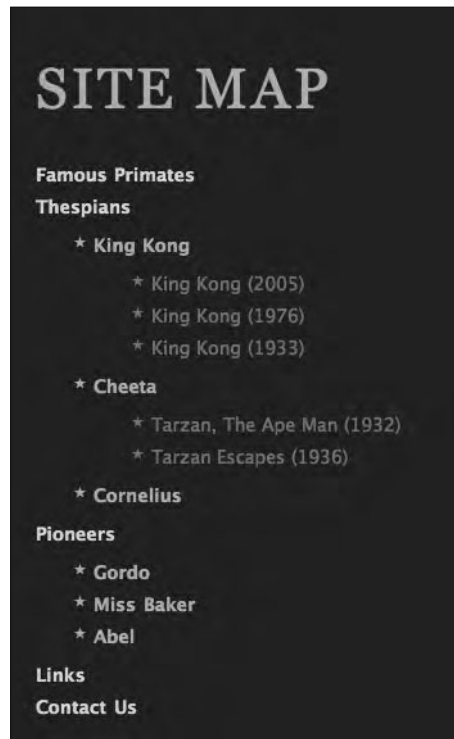 SITE MAP
Famous Primates
Thespians
★ King Kong
★ King Kong (2005)
★ King Kong (1976)
★ King Kong (1933)
★ Cheeta
★ Tarzan, The Ape Man (1932)
★ Tarzan Escapes (1936)
★ Cornelius
Pioneers
★ Gordo
★ Miss Baker
★ Abel
Links
Contact Us